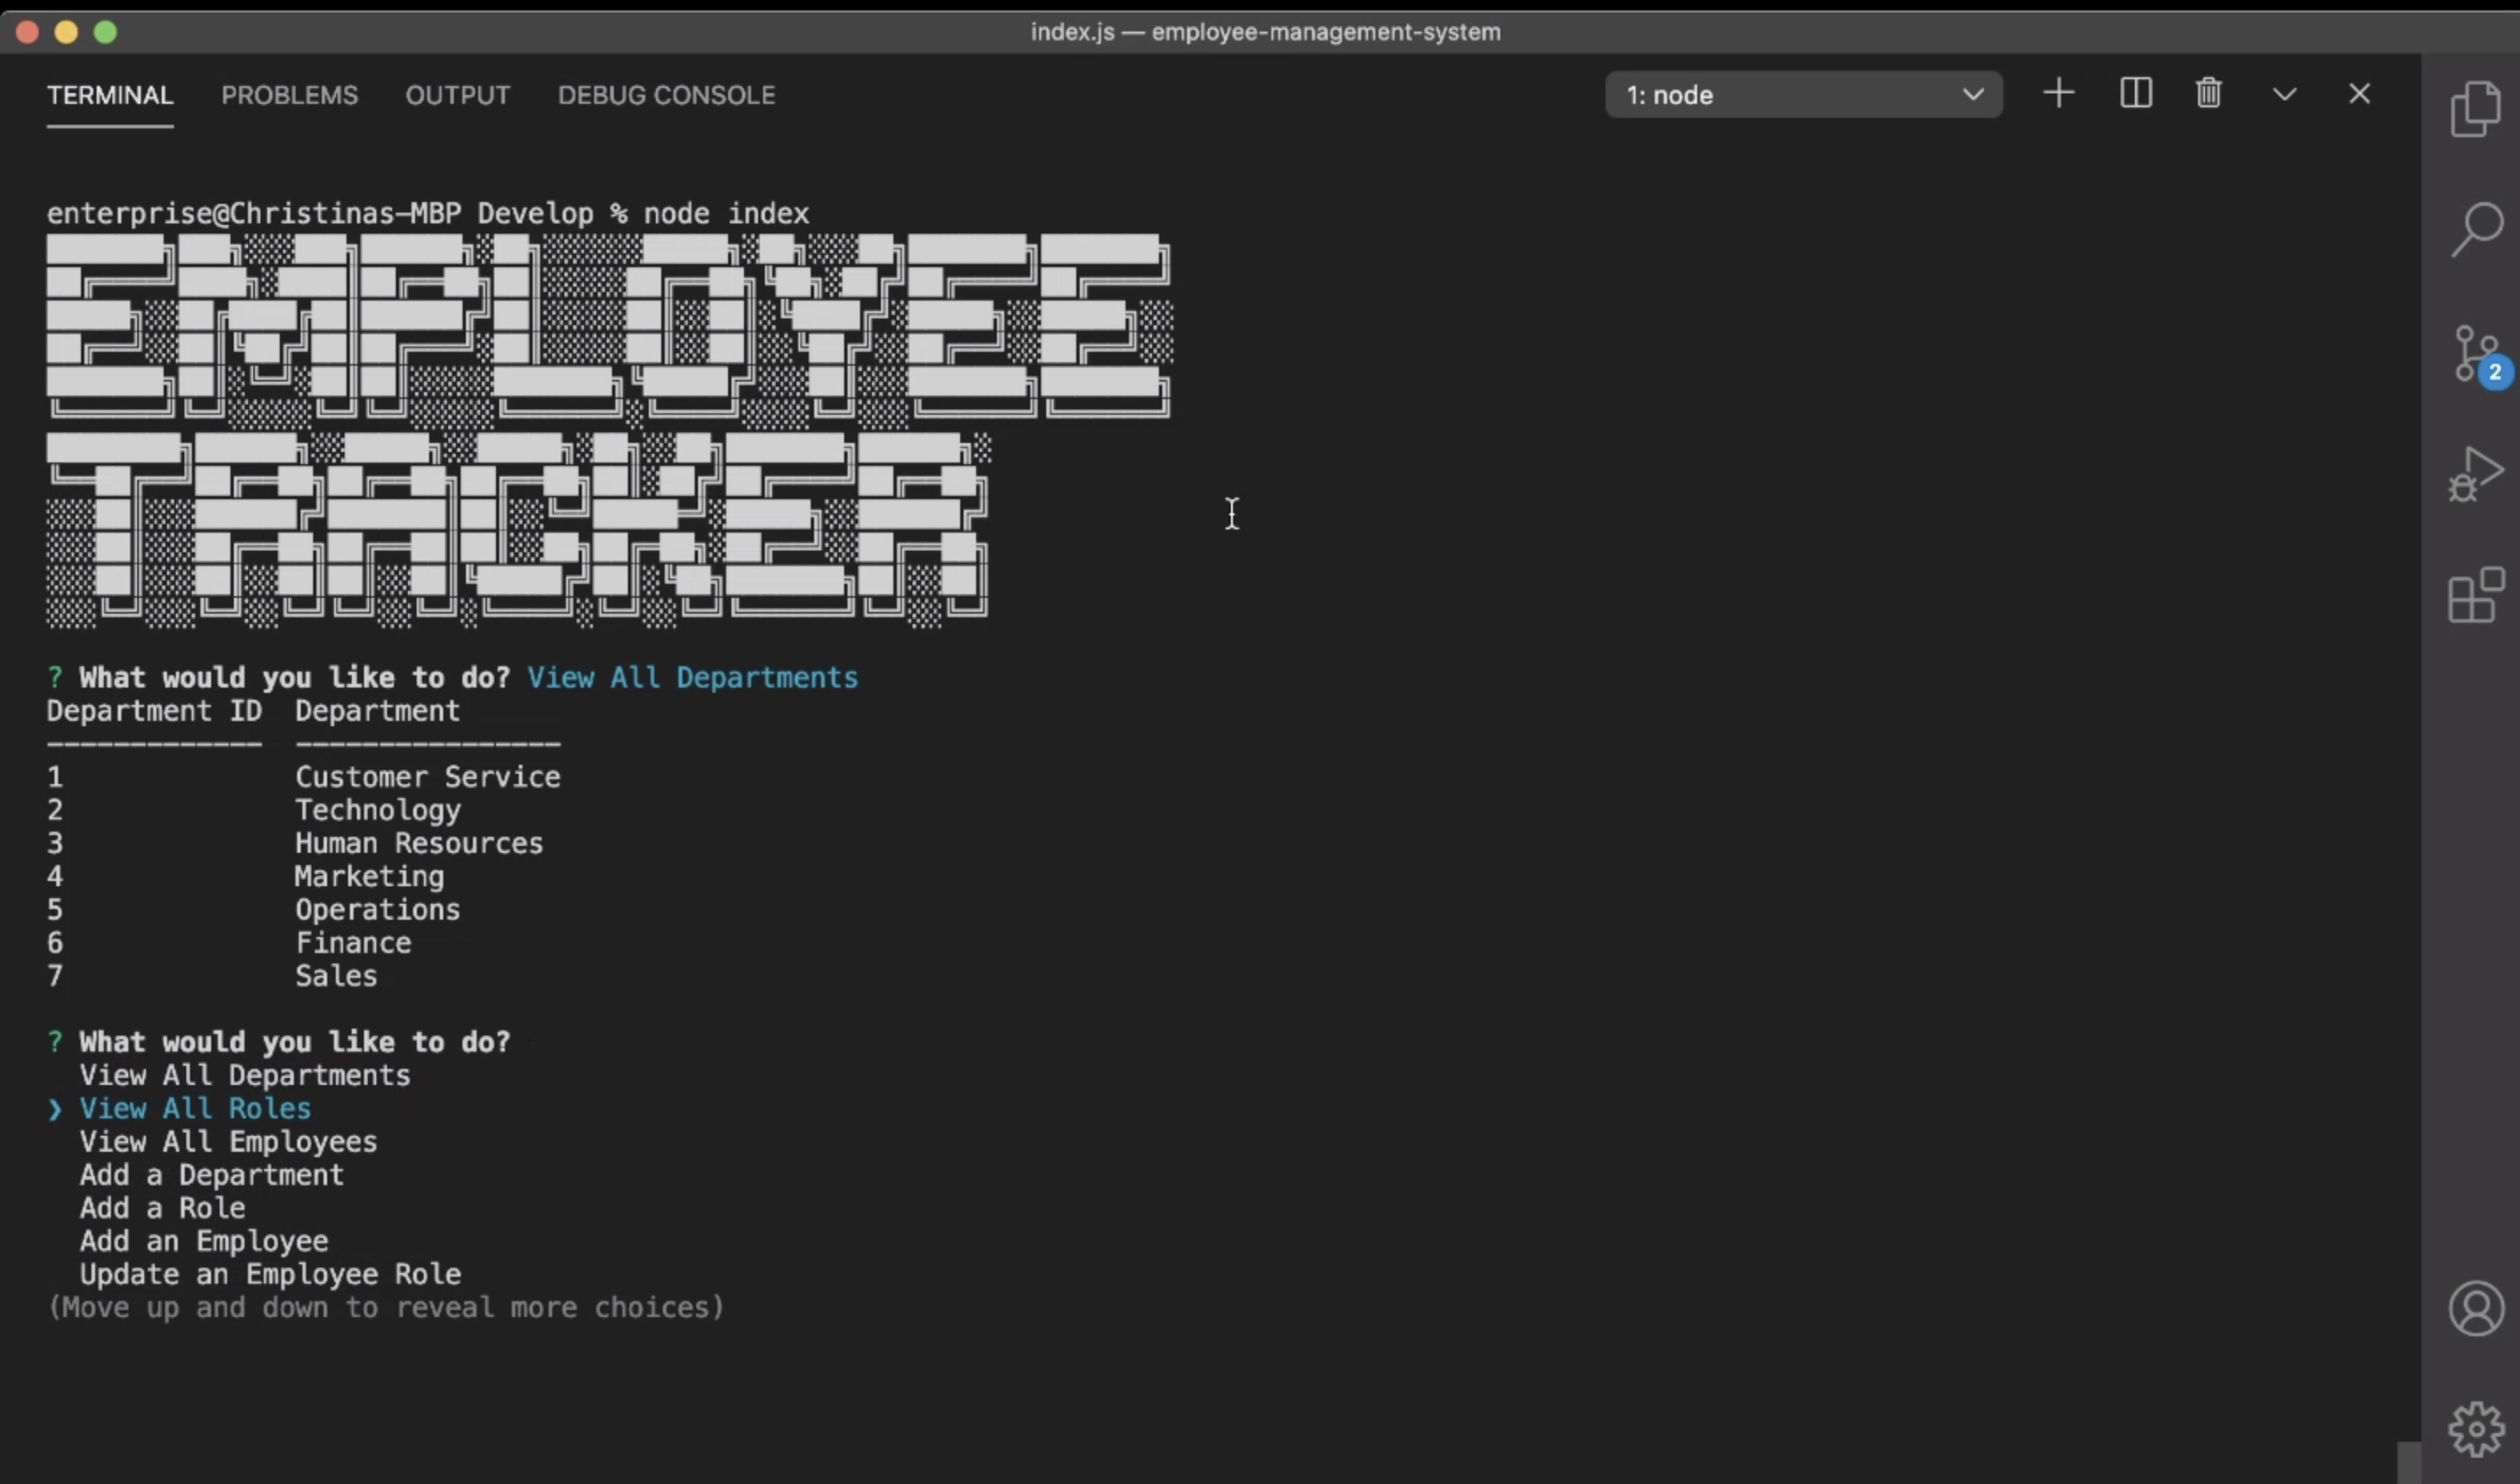 index.js — employee-management-system
TERMINAL PROBLEMS OUTPUT DEBUG CONSOLE 1: node
enterprise@Christinas-MBP Develop % node index
EMPLOYEE
TRACKER
? What would you like to do? View All Departments
Department ID  Department
-------------  ----------------
1              Customer Service
2              Technology
3              Human Resources
4              Marketing
5              Operations
6              Finance
7              Sales
? What would you like to do?
View All Departments
❯ View All Roles
View All Employees
Add a Department
Add a Role
Add an Employee
Update an Employee Role
(Move up and down to reveal more choices)
2